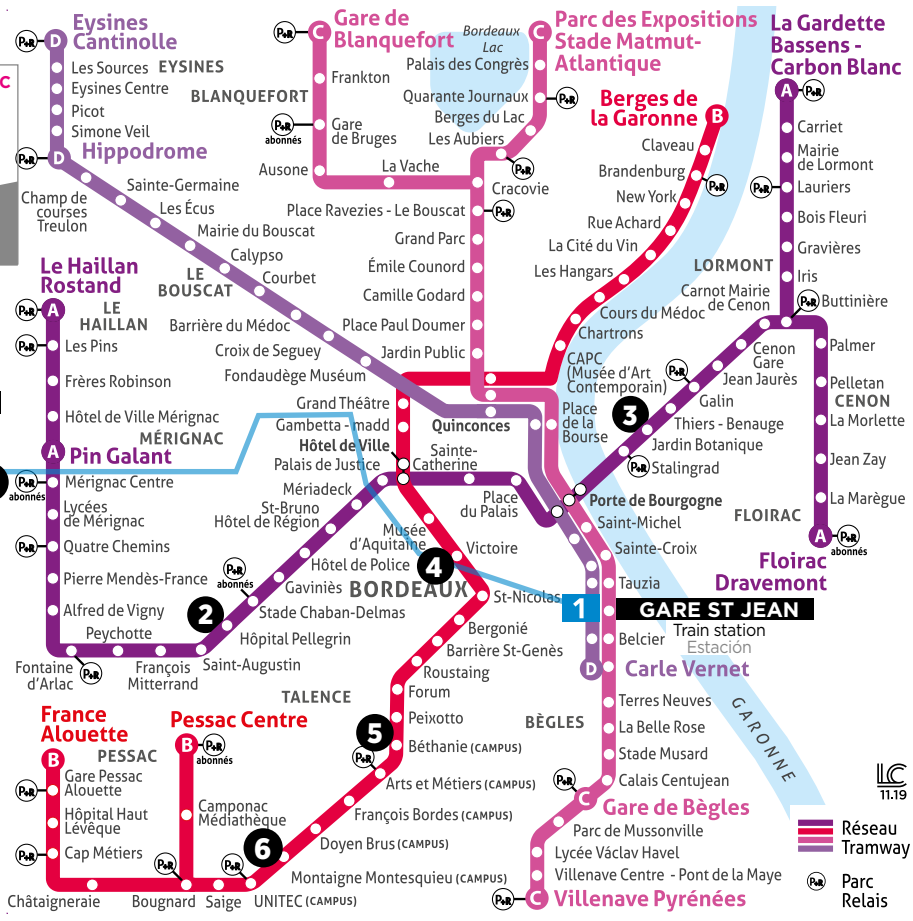 Eysines
Cantinolle
D
P+R
Les Sources
EYSINES
Eysines Centre
Picot
Simone Veil
D
Hippodrome
P+R
Champ de
courses
Treulon
Sainte-Germaine
Les Écus
Mairie du Bouscat
Calypso
LE
BOUSCAT
Courbet
Barrière du Médoc
Croix de Seguey
Fondaudège Muséum
C
Gare de
Blanquefort
C
P+R
Frankton
BLANQUEFORT
Gare
de Bruges
P+R
abonnés
Ausone
La Vache
Bordeaux
Lac
Parc des Expositions
Stade Matmut-
Atlantique
C
Palais des Congrès
Quarante Journaux
P+R
Berges du Lac
Les Aubiers
P+R
Cracovie
Place Ravezies - Le Bouscat
P+R
Grand Parc
Émile Counord
Camille Godard
Place Paul Doumer
Jardin Public
Berges de
la Garonne
B
Claveau
Brandenburg
P+R
New York
Rue Achard
La Cité du Vin
Les Hangars
Cours du Médoc
Chartrons
CAPC
(Musée d'Art
Contemporain)
La Gardette
Bassens -
Carbon Blanc
A
P+R
Carriet
Mairie
de Lormont
Lauriers
P+R
Bois Fleuri
Gravières
LORMONT
Iris
Carnot Mairie
de Cenon
P+R
Buttinière
Palmer
Cenon
Gare
Jean Jaurès
P+R
Pelletan
CENON
Galin
La Morlette
3
Thiers - Benauge
Jardin Botanique
P+R
Stalingrad
Jean Zay
La Marègue
FLOIRAC
A
P+R
abonnés
Floirac
Dravemont
Le Haillan
Rostand
A
P+R
LE
HAILLAN
P+R
Les Pins
Frères Robinson
Hôtel de Ville Mérignac
MÉRIGNAC
A
Pin Galant
P+R
abonnés
Mérignac Centre
Lycées
de Mérignac
P+R
Quatre Chemins
Pierre Mendès-France
Alfred de Vigny
Peychotte
Fontaine
d'Arlac
P+R
François
Mitterrand
Saint-Augustin
2
Hôpital Pellegrin
Stade Chaban-Delmas
P+R
abonnés
Gaviniès
St-Bruno
Hôtel de Région
Mériadeck
Palais de Justice
Hôtel de Ville
Gambetta - madd
Grand Théâtre
Quinconces
Place
de la
Bourse
Sainte-
Catherine
Place
du Palais
Porte de Bourgogne
Musée
d'Aquitaine
Hôtel de Police
4
Victoire
BORDEAUX
St-Nicolas
1
GARE ST JEAN
Train station
Estación
Saint-Michel
Sainte-Croix
Tauzia
Belcier
D
Carle Vernet
Bergonié
Barrière St-Genès
Roustaing
Forum
TALENCE
Peixotto
5
P+R
Béthanie (CAMPUS)
Arts et Métiers (CAMPUS)
François Bordes (CAMPUS)
Doyen Brus (CAMPUS)
6
Montaigne Montesquieu (CAMPUS)
UNITEC (CAMPUS)
P+R
Saige
P+R
Bougnard
Châtaigneraie
France
Alouette
B
PESSAC
P+R
Gare Pessac
Alouette
Hôpital Haut
Lévêque
P+R
Cap Métiers
Pessac Centre
B
P+R
abonnés
Camponac
Médiathèque
Terres Neuves
BÈGLES
La Belle Rose
Stade Musard
Calais Centujean
P+R
C
Gare de Bègles
Parc de Mussonville
Lycée Václav Havel
Villenave Centre - Pont de la Maye
P+R
C
Villenave Pyrénées
GARONNE
LC
11.19
Réseau
Tramway
P+R
Parc
Relais